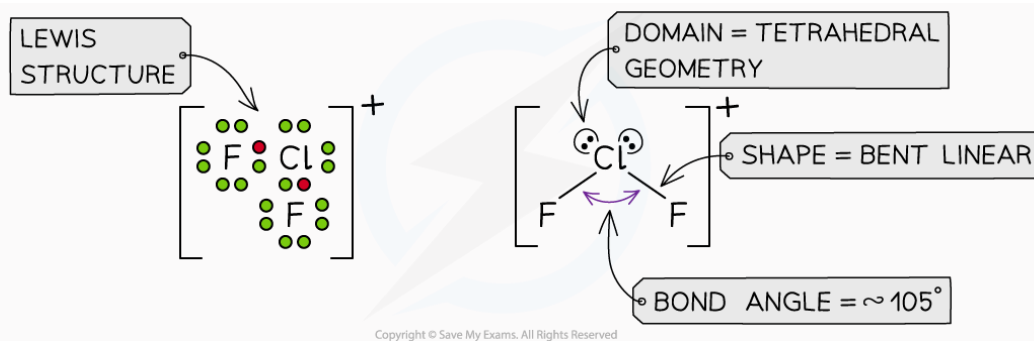 LEWIS
STRUCTURE
[ F Cl F ]+
DOMAIN = TETRAHEDRAL
GEOMETRY
[ Cl F F ]+
SHAPE = BENT LINEAR
BOND ANGLE = ~105°
Copyright © Save My Exams. All Rights Reserved